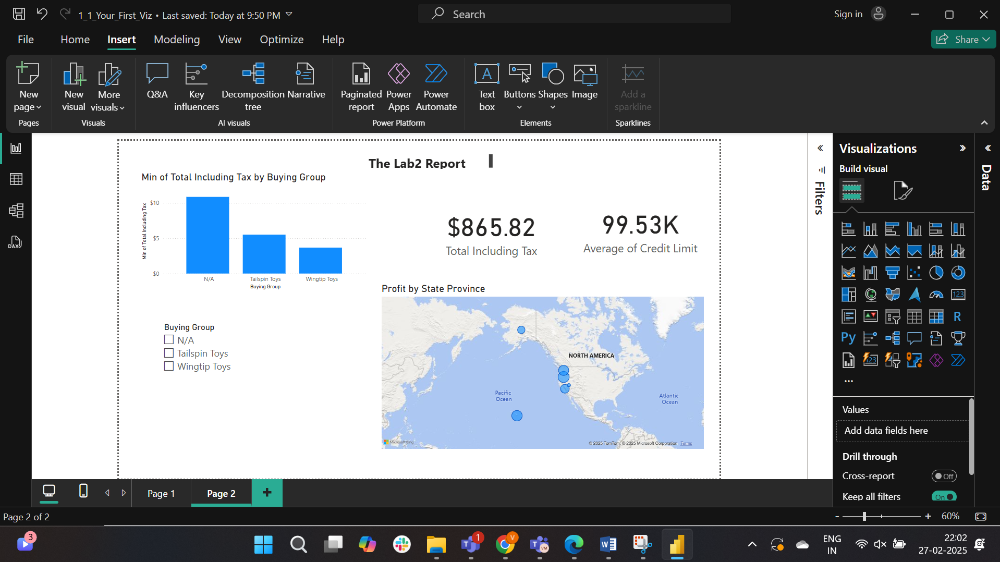 1_1_Your_First_Viz • Last saved: Today at 9:50 PM
Search
Sign in
File Home Insert Modeling View Optimize Help
Share
New page
Pages
New visual
More visuals
Visuals
Q&A
Key influencers
Decomposition tree
Narrative
AI visuals
Paginated report
Power Apps
Power Automate
Power Platform
Text box
Buttons
Shapes
Image
Elements
Add a sparkline
Sparklines
DAX
The Lab2 Report
Min of Total Including Tax by Buying Group
Min of Total Including Tax
$10
$5
$0
N/A Tailspin Toys Wingtip Toys
Buying Group
$865.82
Total Including Tax
99.53K
Average of Credit Limit
Buying Group
N/A
Tailspin Toys
Wingtip Toys
Profit by State Province
NORTH AMERICA
Pacific
Ocean
Atlantic
Ocean
Microsoft Bing
© 2025 TomTom, © 2025 Microsoft Corporation Terms
Filters
Visualizations
Build visual
123
R
Py
123
Values
Add data fields here
Drill through
Cross-report
Off
Keep all filters
On
Data
Page 1
Page 2
Page 2 of 2
- + 60%
3
1
V
T
T
VM
W
ENG
IN
22:02
27-02-2025